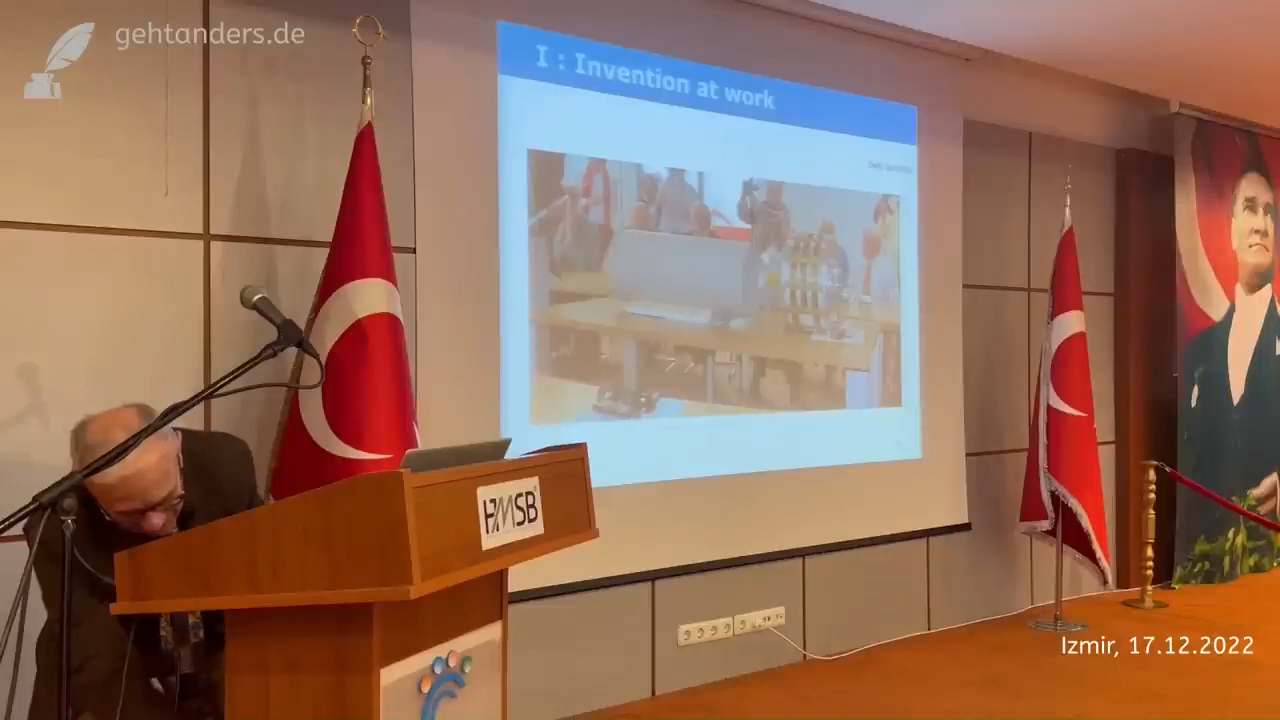 gehtanders.de
I : Invention at work
HMSB
Izmir, 17.12.2022